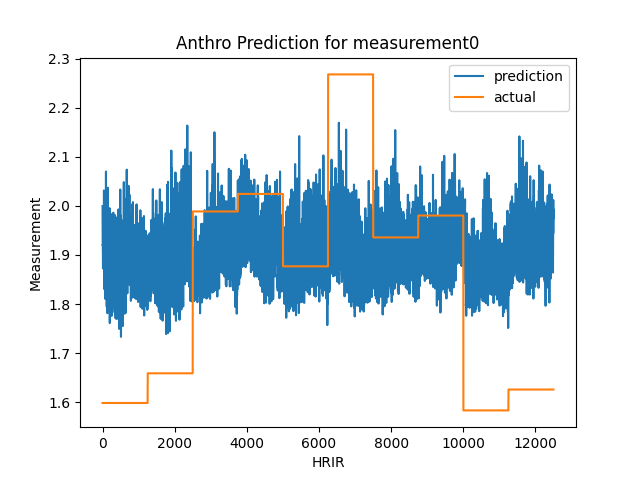 Anthro Prediction for measurement0
prediction
actual
Measurement
2.3
2.2
2.1
2.0
1.9
1.8
1.7
1.6
0 2000 4000 6000 8000 10000 12000
HRIR